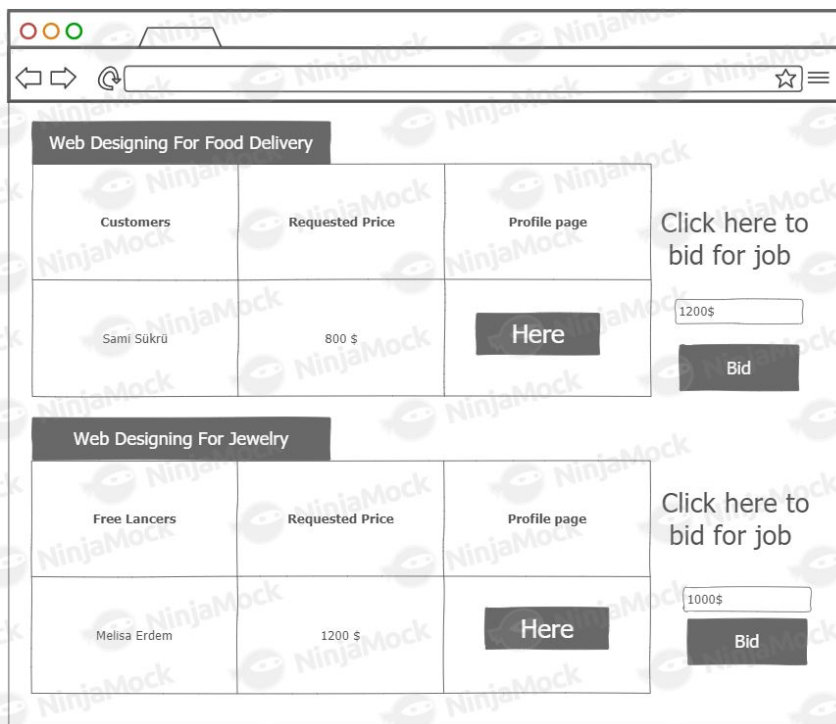 Web Designing For Food Delivery
Customers Requested Price Profile page
Click here to
bid for job
Sami Sükrü 800 $ Here
1200$
Bid
Web Designing For Jewelry
Free Lancers Requested Price Profile page
Click here to
bid for job
Melisa Erdem 1200 $ Here
1000$
Bid
NinjaMock